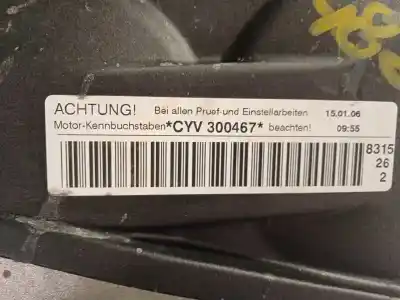 ACHTUNG! Bei allen Pruef-und Einstellarbeiten 15.01.06
Motor-Kennbuchstaben *CYV 300467* beachten! 09:55
8315
26
2